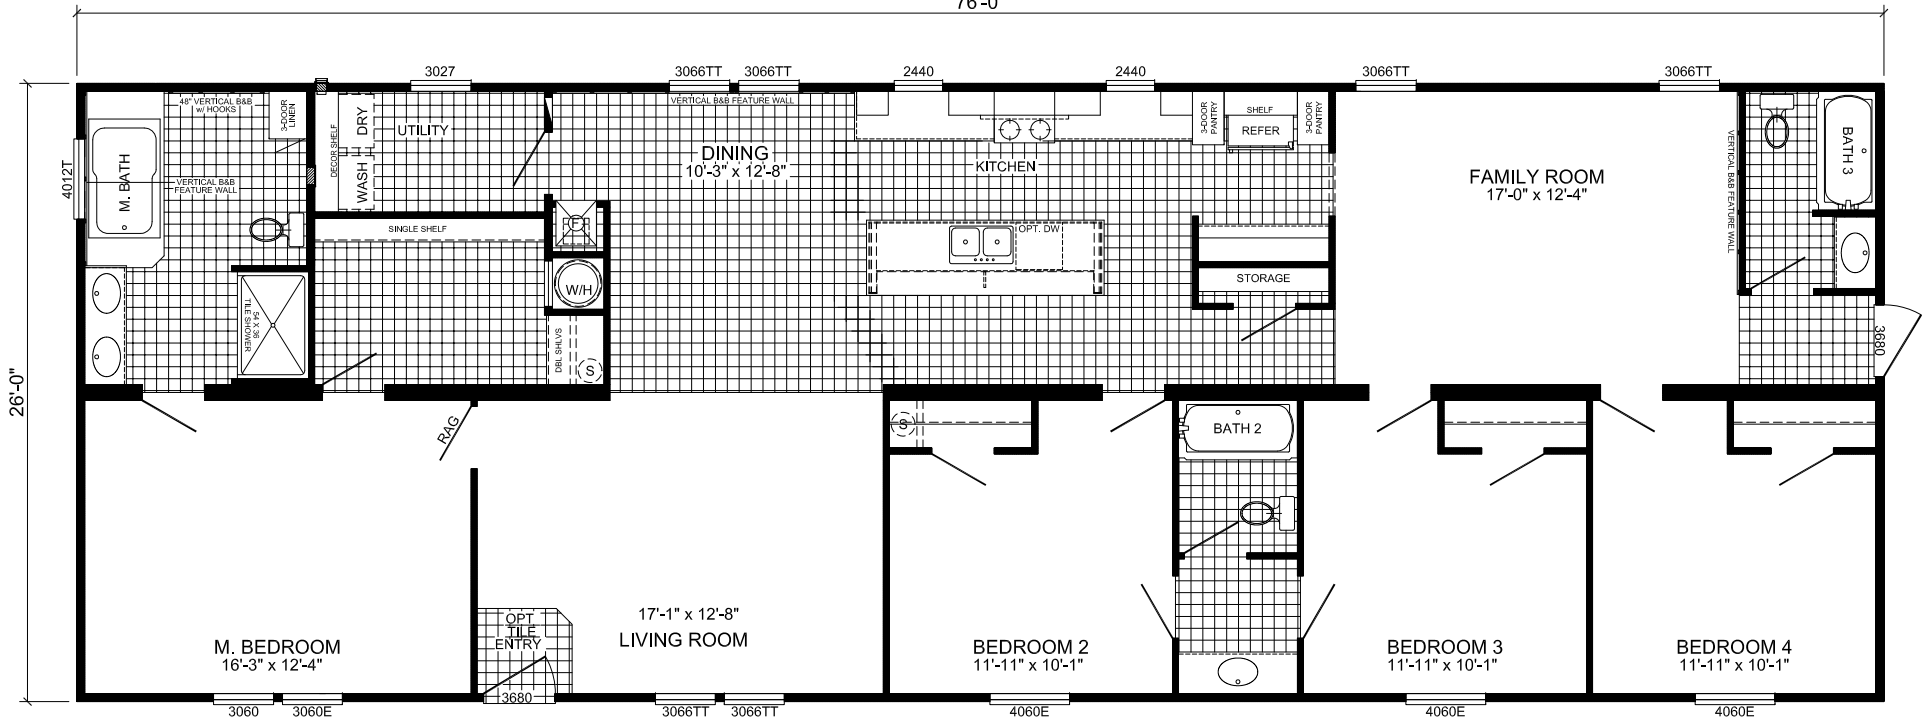 76'-0"
3027
3066TT
3066TT
2440
2440
3066TT
3066TT
48" VERTICAL B&B
w/ HOOKS
3-DOOR
LINEN
DECOR SHELF
DRY
WASH
UTILITY
VERTICAL B&B FEATURE WALL
DINING
10'-3" x 12'-8"
KITCHEN
3-DOOR
PANTRY
SHELF
REFER
3-DOOR
PANTRY
FAMILY ROOM
17'-0" x 12'-4"
VERTICAL B&B FEATURE WALL
BATH 3
4012T
M. BATH
VERTICAL B&B
FEATURE WALL
SINGLE SHELF
F
OPT. DW
W/H
STORAGE
54 X 36
TILE SHOWER
DBL SHLVS
S
3680
26'-0"
RAG
S
BATH 2
OPT
TILE
ENTRY
17'-1" x 12'-8"
LIVING ROOM
M. BEDROOM
16'-3" x 12'-4"
BEDROOM 2
11'-11" x 10'-1"
BEDROOM 3
11'-11" x 10'-1"
BEDROOM 4
11'-11" x 10'-1"
3060
3060E
3680
3066TT
3066TT
4060E
4060E
4060E